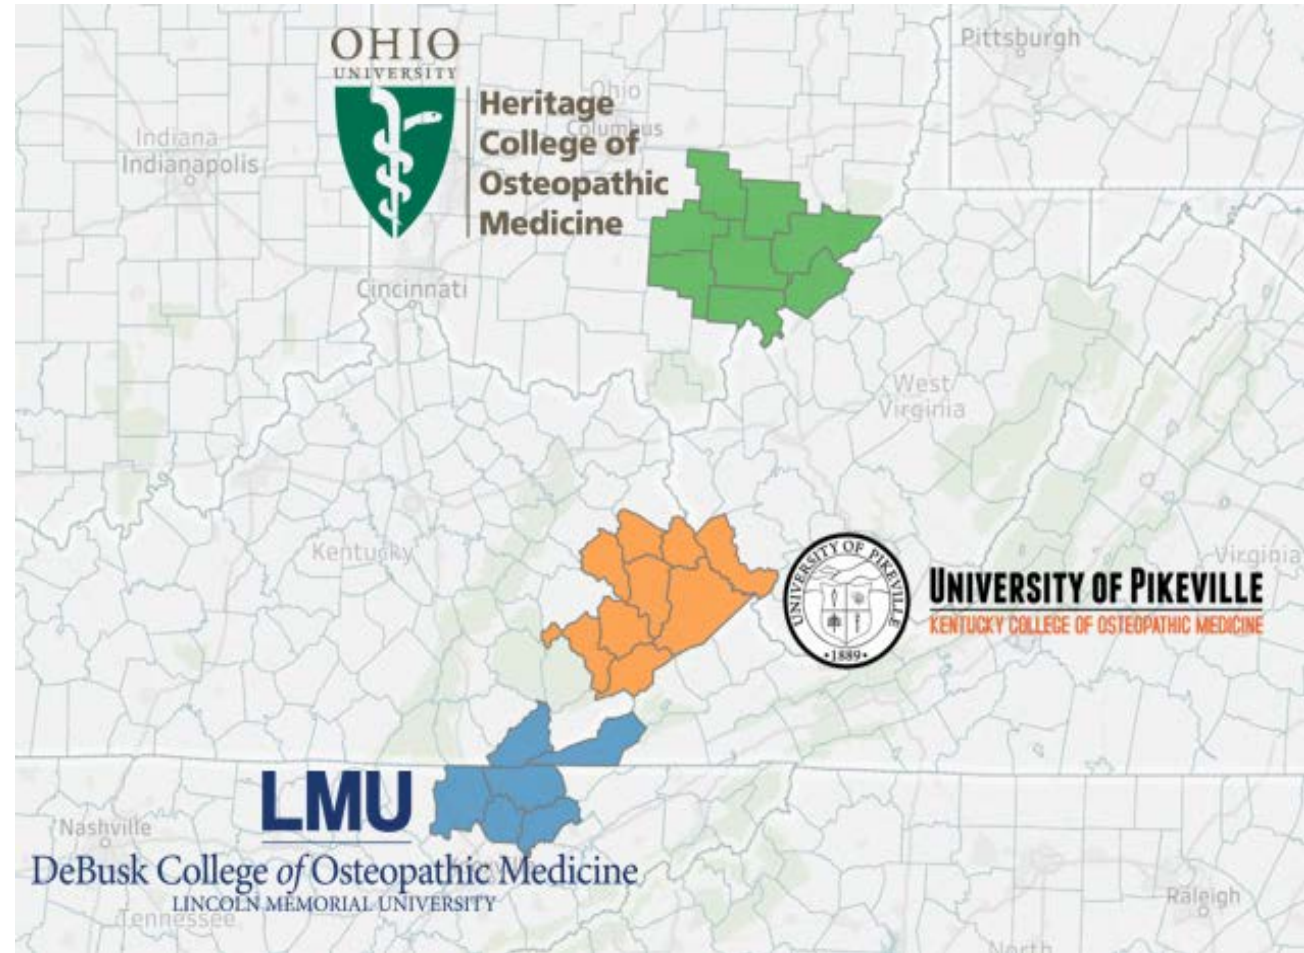 Pittsburgh
OHIO
UNIVERSITY
Heritage
College of
Osteopathic
Medicine
Ohio
Columbus
Indiana
Indianapolis
Cincinnati
West
Virginia
Kentucky
Virginia
UNIVERSITY OF PIKEVILLE
•1889•
UNIVERSITY OF PIKEVILLE
KENTUCKY COLLEGE OF OSTEOPATHIC MEDICINE
LMU
DeBusk College of Osteopathic Medicine
LINCOLN MEMORIAL UNIVERSITY
Nashville
Tennessee
Raleigh
North